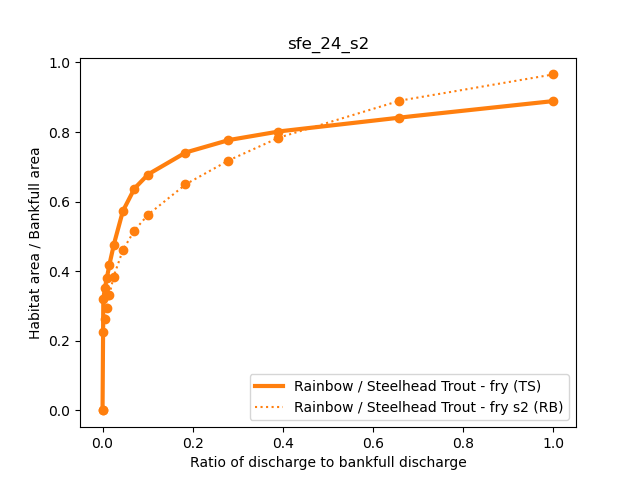 sfe_24_s2
1.0
0.8
0.6
0.4
0.2
0.0
Habitat area / Bankfull area
Rainbow / Steelhead Trout - fry (TS)
Rainbow / Steelhead Trout - fry s2 (RB)
0.0 0.2 0.4 0.6 0.8 1.0
Ratio of discharge to bankfull discharge